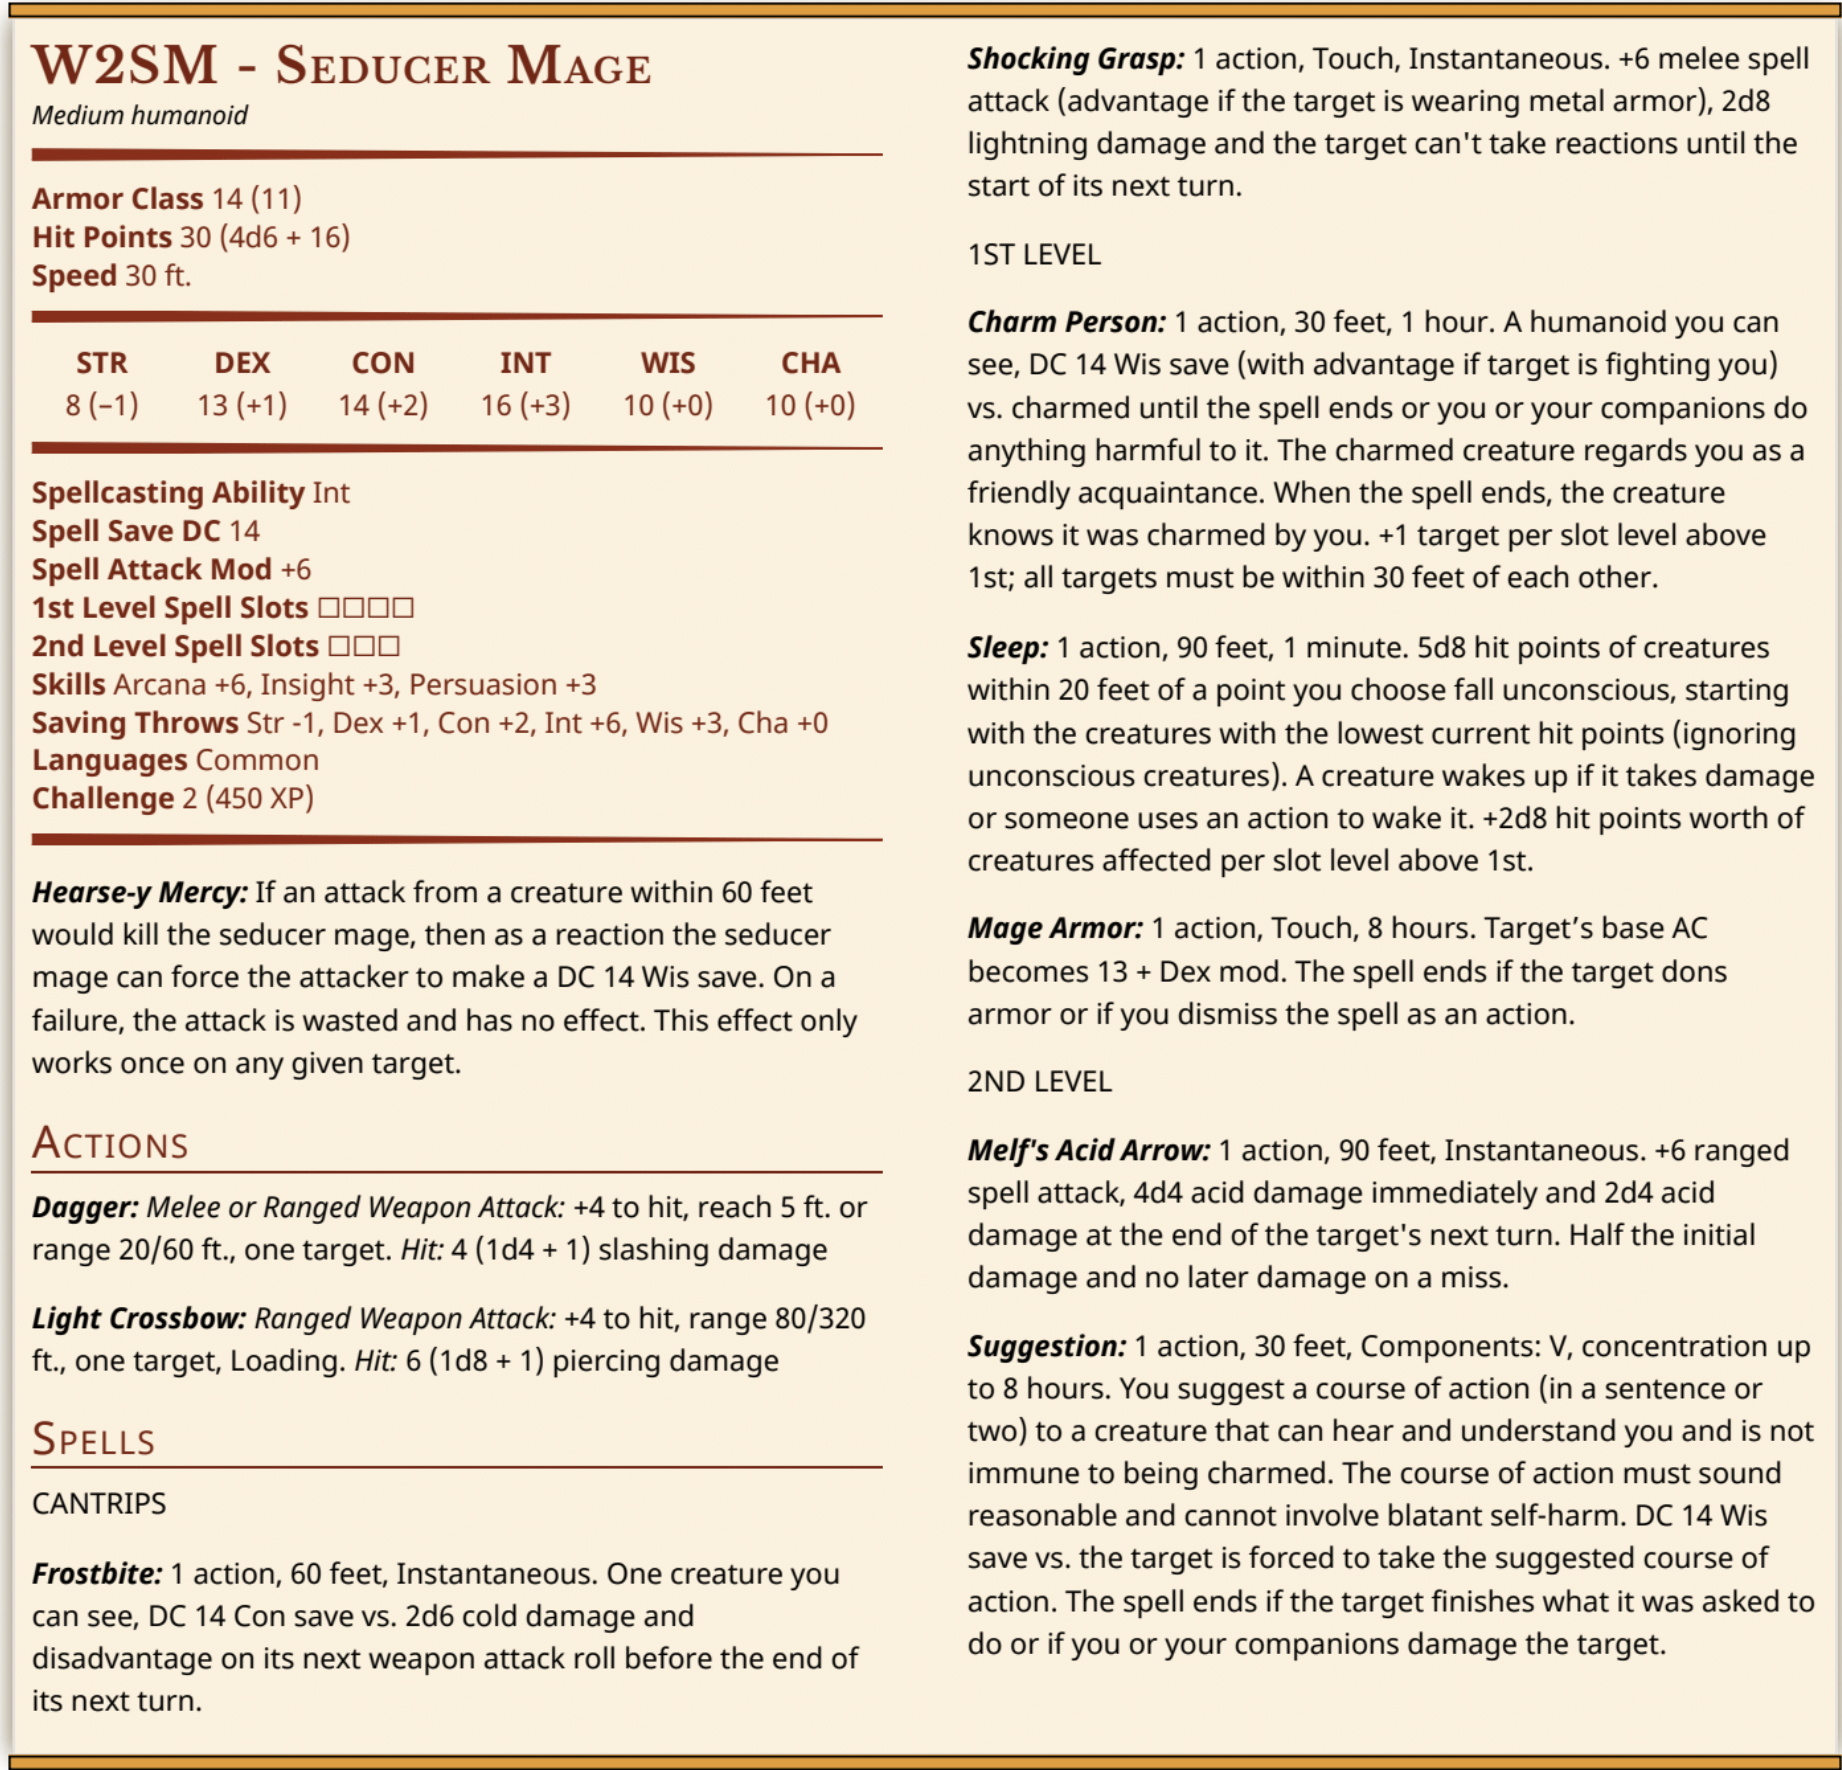 W2SM - Seducer Mage
Medium humanoid
Armor Class 14 (11)
Hit Points 30 (4d6 + 16)
Speed 30 ft.
STR DEX CON INT WIS CHA
8 (–1) 13 (+1) 14 (+2) 16 (+3) 10 (+0) 10 (+0)
Spellcasting Ability Int
Spell Save DC 14
Spell Attack Mod +6
1st Level Spell Slots □□□□
2nd Level Spell Slots □□□
Skills Arcana +6, Insight +3, Persuasion +3
Saving Throws Str -1, Dex +1, Con +2, Int +6, Wis +3, Cha +0
Languages Common
Challenge 2 (450 XP)
Hearse-y Mercy: If an attack from a creature within 60 feet
would kill the seducer mage, then as a reaction the seducer
mage can force the attacker to make a DC 14 Wis save. On a
failure, the attack is wasted and has no effect. This effect only
works once on any given target.
Actions
Dagger: Melee or Ranged Weapon Attack: +4 to hit, reach 5 ft. or
range 20/60 ft., one target. Hit: 4 (1d4 + 1) slashing damage
Light Crossbow: Ranged Weapon Attack: +4 to hit, range 80/320
ft., one target, Loading. Hit: 6 (1d8 + 1) piercing damage
Spells
CANTRIPS
Frostbite: 1 action, 60 feet, Instantaneous. One creature you
can see, DC 14 Con save vs. 2d6 cold damage and
disadvantage on its next weapon attack roll before the end of
its next turn.
Shocking Grasp: 1 action, Touch, Instantaneous. +6 melee spell
attack (advantage if the target is wearing metal armor), 2d8
lightning damage and the target can't take reactions until the
start of its next turn.
1ST LEVEL
Charm Person: 1 action, 30 feet, 1 hour. A humanoid you can
see, DC 14 Wis save (with advantage if target is fighting you)
vs. charmed until the spell ends or you or your companions do
anything harmful to it. The charmed creature regards you as a
friendly acquaintance. When the spell ends, the creature
knows it was charmed by you. +1 target per slot level above
1st; all targets must be within 30 feet of each other.
Sleep: 1 action, 90 feet, 1 minute. 5d8 hit points of creatures
within 20 feet of a point you choose fall unconscious, starting
with the creatures with the lowest current hit points (ignoring
unconscious creatures). A creature wakes up if it takes damage
or someone uses an action to wake it. +2d8 hit points worth of
creatures affected per slot level above 1st.
Mage Armor: 1 action, Touch, 8 hours. Target’s base AC
becomes 13 + Dex mod. The spell ends if the target dons
armor or if you dismiss the spell as an action.
2ND LEVEL
Melf's Acid Arrow: 1 action, 90 feet, Instantaneous. +6 ranged
spell attack, 4d4 acid damage immediately and 2d4 acid
damage at the end of the target's next turn. Half the initial
damage and no later damage on a miss.
Suggestion: 1 action, 30 feet, Components: V, concentration up
to 8 hours. You suggest a course of action (in a sentence or
two) to a creature that can hear and understand you and is not
immune to being charmed. The course of action must sound
reasonable and cannot involve blatant self-harm. DC 14 Wis
save vs. the target is forced to take the suggested course of
action. The spell ends if the target finishes what it was asked to
do or if you or your companions damage the target.